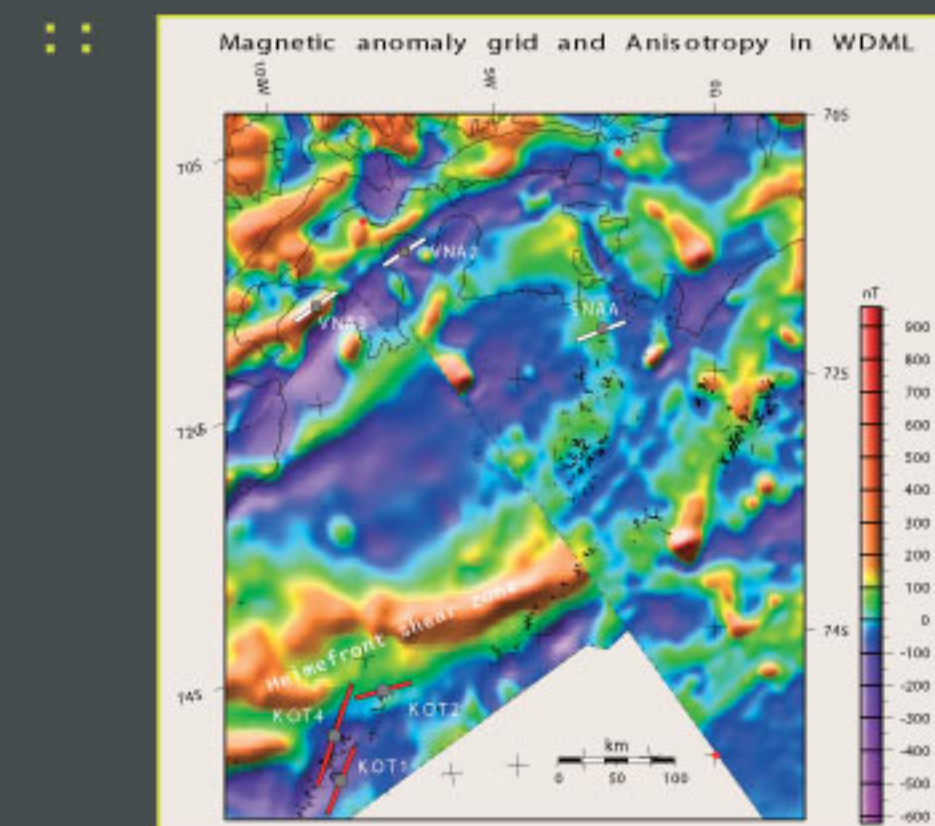 Magnetic anomaly grid and Anisotropy in WDML
10W
5W
0G
70S
70S
VNA2
VNA3
SNAA
nT
900
800
700
600
500
400
300
200
100
0
-100
-200
-300
-400
-500
-600
72S
72S
74S
74S
Heimefront shear zone
KOT4
KOT2
KOT1
km
0 50 100